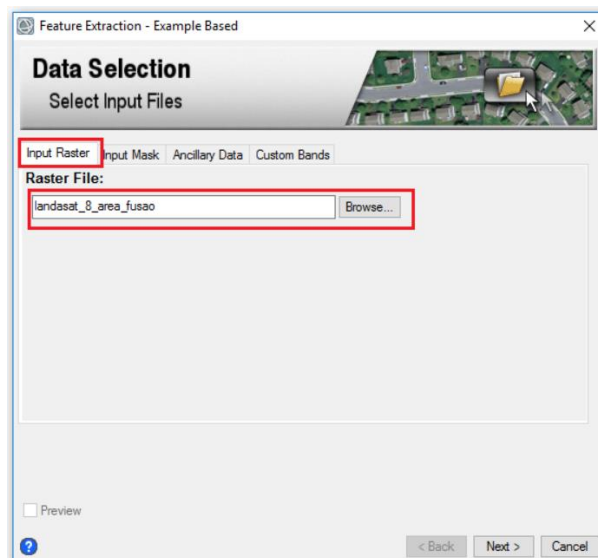 Feature Extraction - Example Based
Data Selection
Select Input Files
Input Raster Input Mask Ancillary Data Custom Bands
Raster File:
landasat_8_area_fusao Browse...
Preview
? < Back Next > Cancel